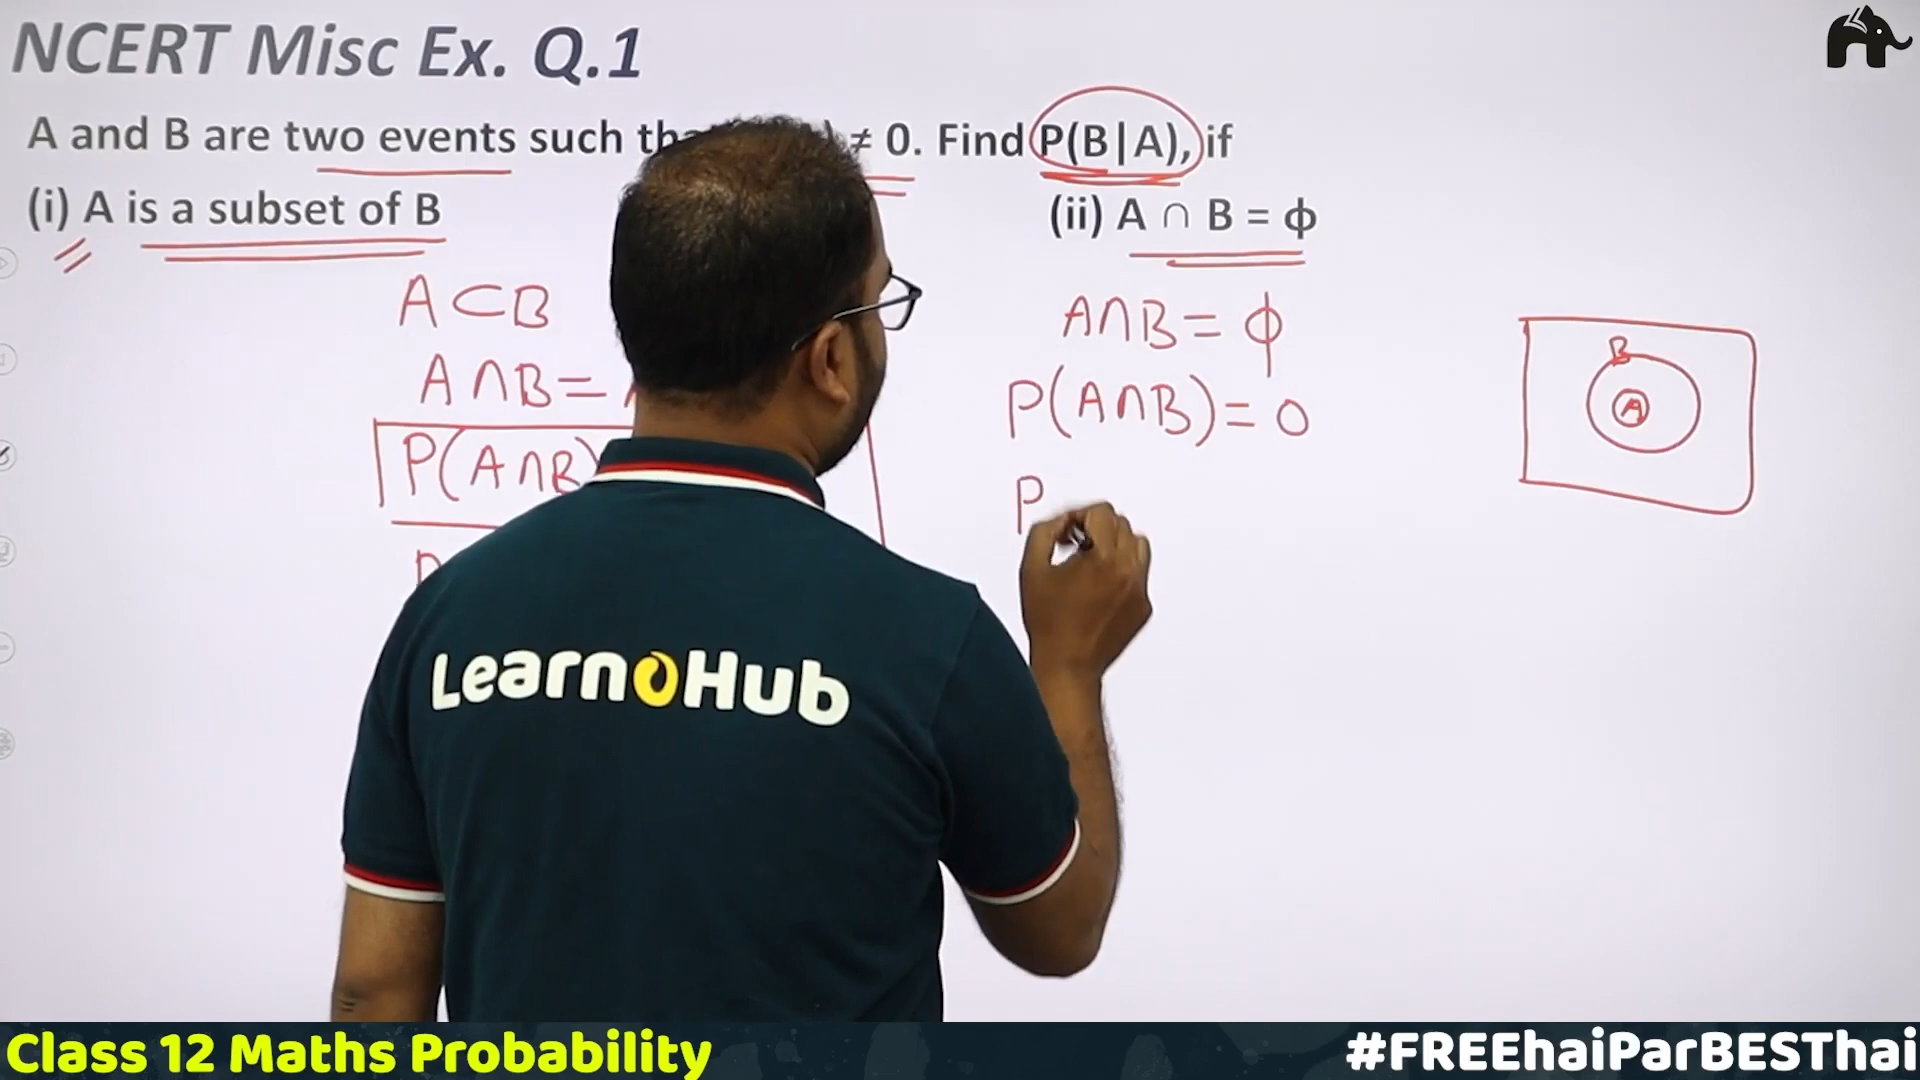 NCERT Misc Ex. Q.1
A and B are two events such ≠ 0. Find P(B|A), if
(i) A is a subset of B
(ii) A ∩ B = ϕ
A⊂B
A∩B=
P(A∩B)
A∩B = ϕ
P(A∩B)=0
P
B
A
LearnoHub
Class 12 Maths Probability
#FREEhaiParBESThai